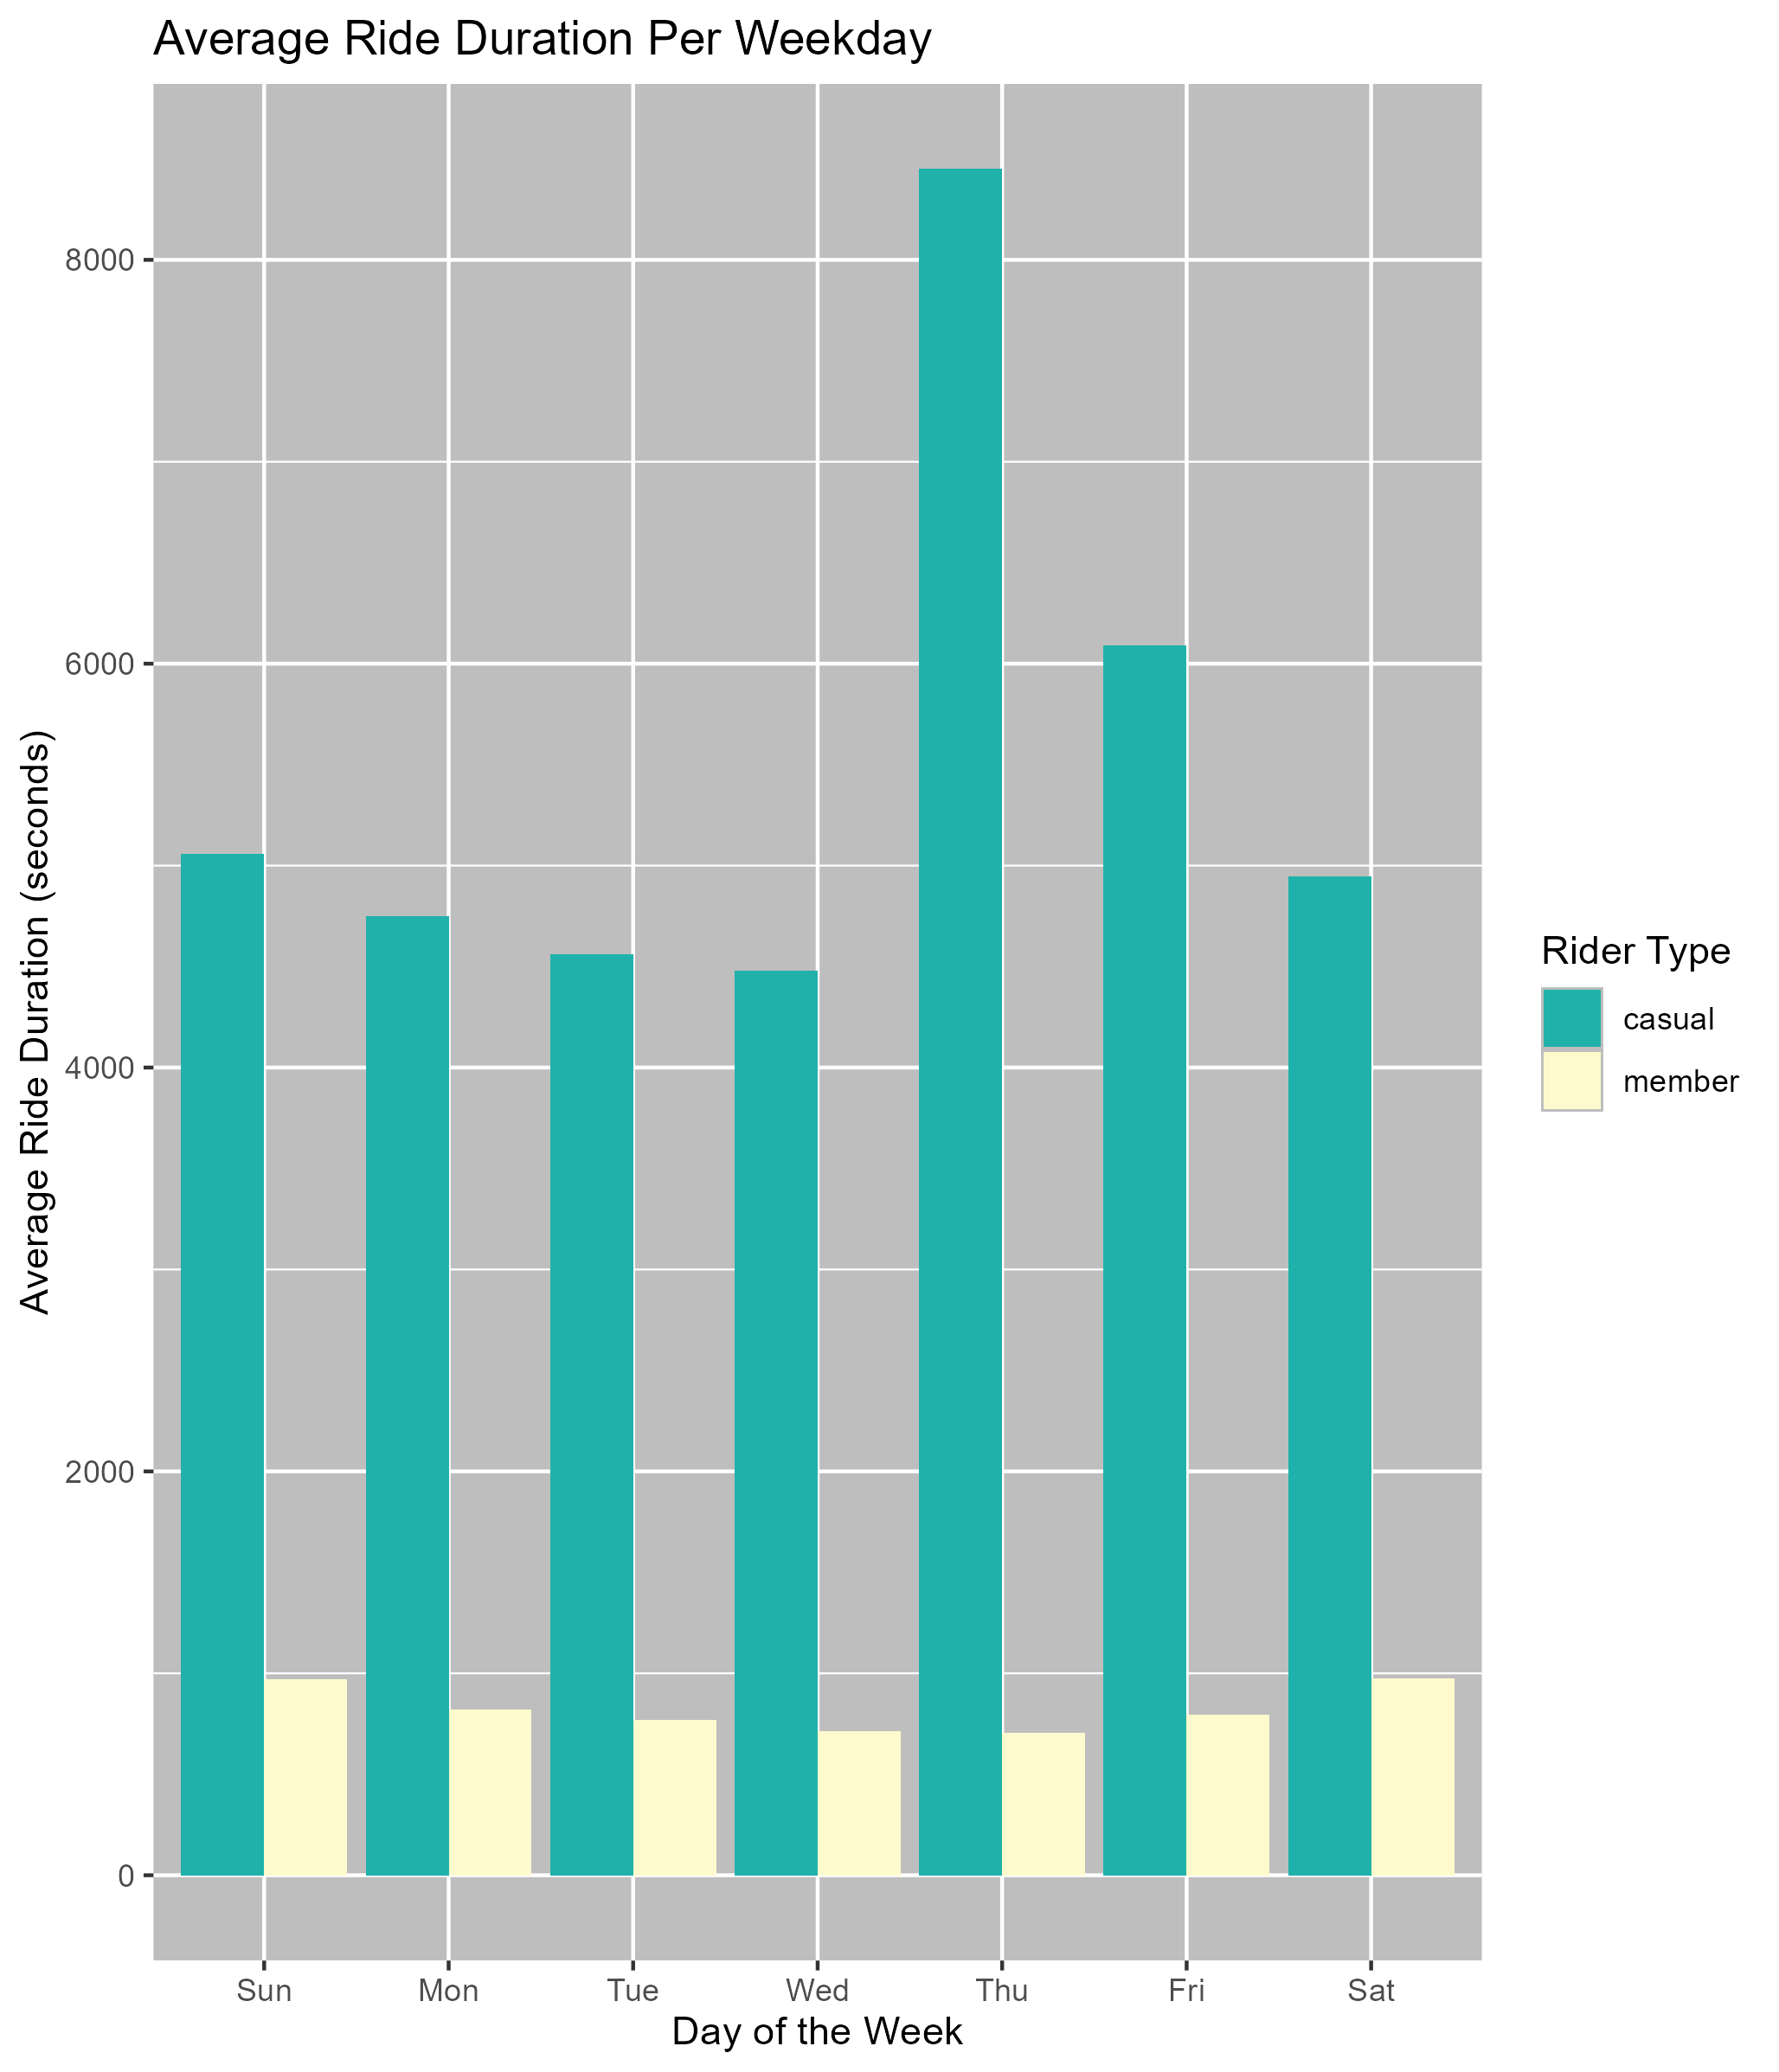 Average Ride Duration Per Weekday
Average Ride Duration (seconds)
8000
6000
4000
2000
0
Sun Mon Tue Wed Thu Fri Sat
Day of the Week
Rider Type
casual
member